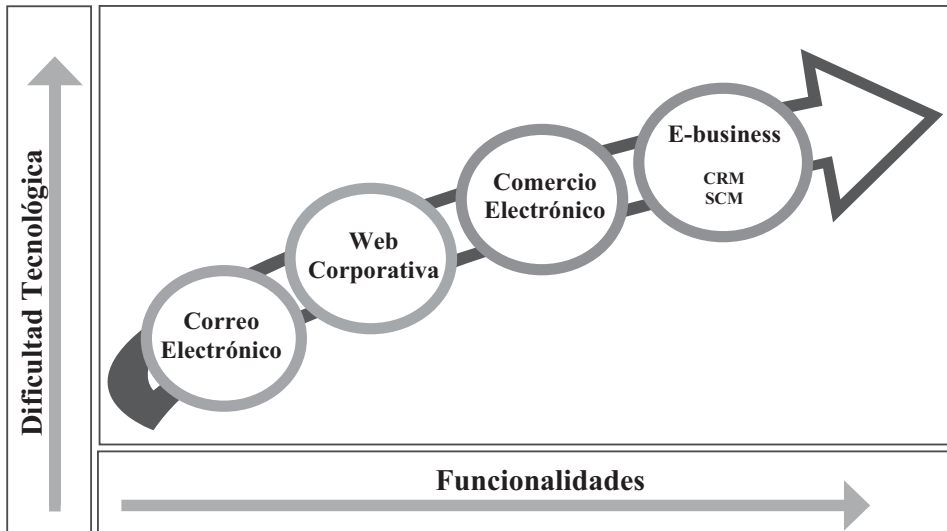 Dificultad Tecnológica
E-business
CRM
SCM
Comercio
Electrónico
Web
Corporativa
Correo
Electrónico
Funcionalidades